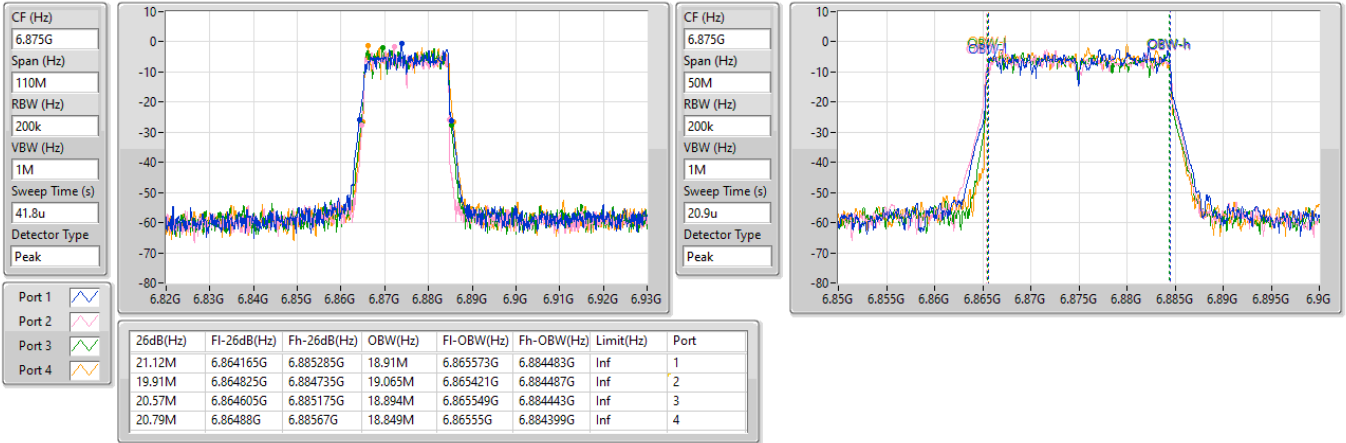 CF (Hz)
6.875G
Span (Hz)
110M
RBW (Hz)
200k
VBW (Hz)
1M
Sweep Time (s)
41.8u
Detector Type
Peak
10
0
-10
-20
-30
-40
-50
-60
-70
-80
6.82G 6.83G 6.84G 6.85G 6.86G 6.87G 6.88G 6.89G 6.9G 6.91G 6.92G 6.93G
CF (Hz)
6.875G
Span (Hz)
50M
RBW (Hz)
200k
VBW (Hz)
1M
Sweep Time (s)
20.9u
Detector Type
Peak
10
0
-10
-20
-30
-40
-50
-60
-70
-80
OBW-l OBW-h
6.85G 6.855G 6.86G 6.865G 6.87G 6.875G 6.88G 6.885G 6.89G 6.895G 6.9G
Port 1
Port 2
Port 3
Port 4
26dB(Hz) Fl-26dB(Hz) Fh-26dB(Hz) OBW(Hz) Fl-OBW(Hz) Fh-OBW(Hz) Limit(Hz) Port
21.12M 6.864165G 6.885285G 18.91M 6.865573G 6.884483G Inf 1
19.91M 6.864825G 6.884735G 19.065M 6.865421G 6.884487G Inf 2
20.57M 6.864605G 6.885175G 18.894M 6.865549G 6.884443G Inf 3
20.79M 6.86488G 6.88567G 18.849M 6.86555G 6.884399G Inf 4